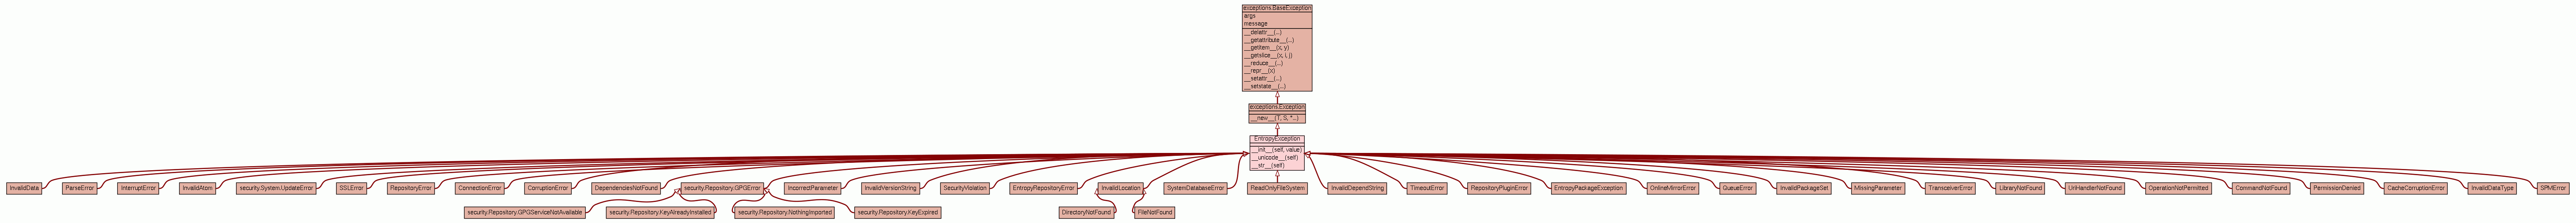 exceptions.BaseException
args
message
__delattr__(...)
__getattribute__(...)
__getitem__(x, y)
__getslice__(x, i, j)
__reduce__(...)
__repr__(x)
__setattr__(...)
__setstate__(...)
exceptions.Exception
__new__(T, S, *...)
EntropyException
__init__(self, value)
__unicode__(self)
__str__(self)
InvalidData
ParseError
InterruptError
InvalidAtom
security.System.UpdateError
SSLError
RepositoryError
ConnectionError
CorruptionError
DependenciesNotFound
security.Repository.GPGError
IncorrectParameter
InvalidVersionString
SecurityViolation
EntropyRepositoryError
InvalidLocation
SystemDatabaseError
ReadOnlyFileSystem
InvalidDependString
TimeoutError
RepositoryPluginError
EntropyPackageException
OnlineMirrorError
QueueError
InvalidPackageSet
MissingParameter
TransceiverError
LibraryNotFound
UriHandlerNotFound
OperationNotPermitted
CommandNotFound
PermissionDenied
CacheCorruptionError
InvalidDataType
SPMError
security.Repository.GPGServiceNotAvailable
security.Repository.KeyAlreadyInstalled
security.Repository.NothingImported
security.Repository.KeyExpired
DirectoryNotFound
FileNotFound